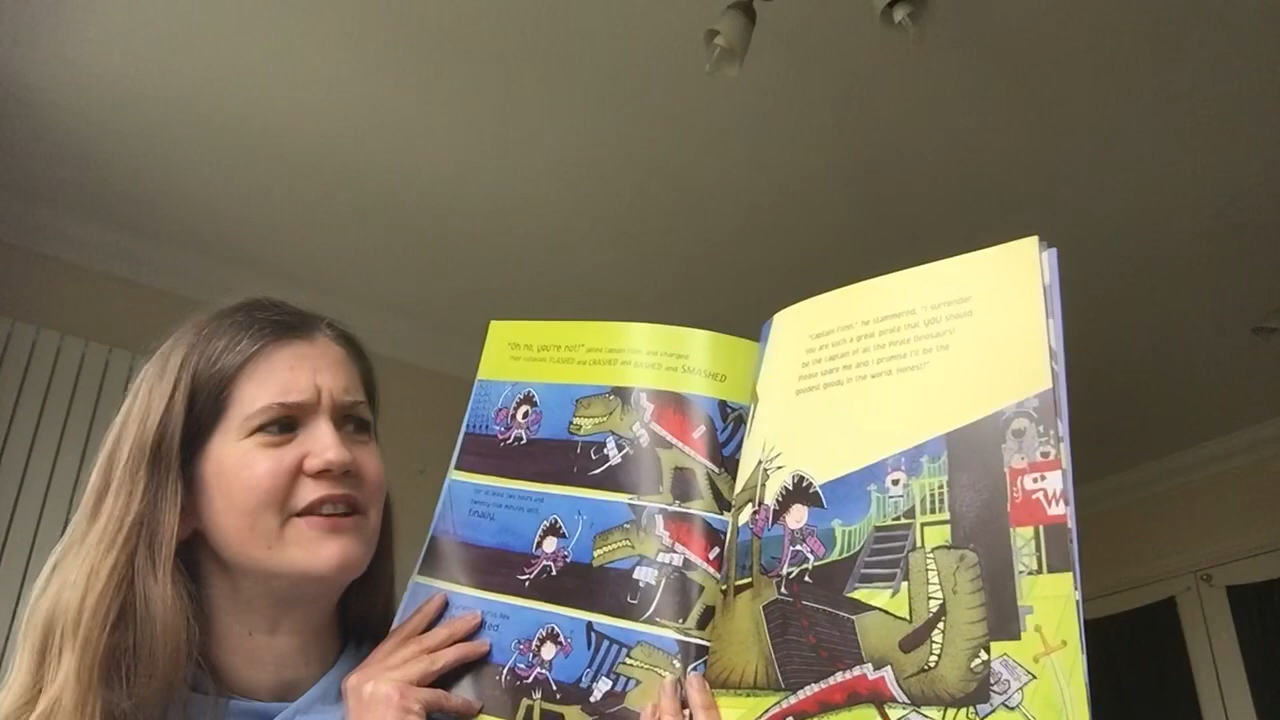 "Oh no, you're not!" yelled Captain Flinn, and charged.
Their cutlasses FLASHED and CRASHED and BASHED and SMASHED
for at least two hours and
twenty-five minutes until,
finally,
"Captain Flinn," he stammered, "I surrender
you are such a great pirate that YOU should
be the Captain of all the Pirate Dinosaurs!
Please spare me and I promise I'll be the
goodest goody in the world. Honest!"